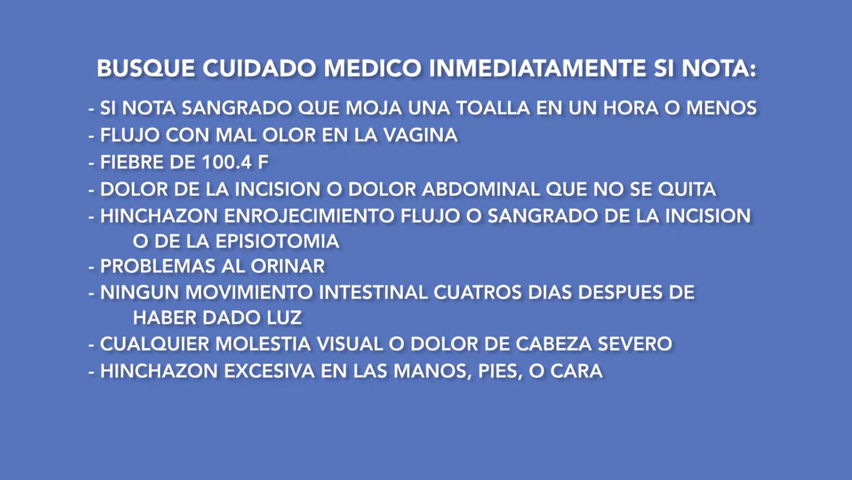 BUSQUE CUIDADO MEDICO INMEDIATAMENTE SI NOTA:
- SI NOTA SANGRADO QUE MOJA UNA TOALLA EN UN HORA O MENOS
- FLUJO CON MAL OLOR EN LA VAGINA
- FIEBRE DE 100.4 F
- DOLOR DE LA INCISION O DOLOR ABDOMINAL QUE NO SE QUITA
- HINCHAZON ENROJECIMIENTO FLUJO O SANGRADO DE LA INCISION
O DE LA EPISIOTOMIA
- PROBLEMAS AL ORINAR
- NINGUN MOVIMIENTO INTESTINAL CUATROS DIAS DESPUES DE
HABER DADO LUZ
- CUALQUIER MOLESTIA VISUAL O DOLOR DE CABEZA SEVERO
- HINCHAZON EXCESIVA EN LAS MANOS, PIES, O CARA